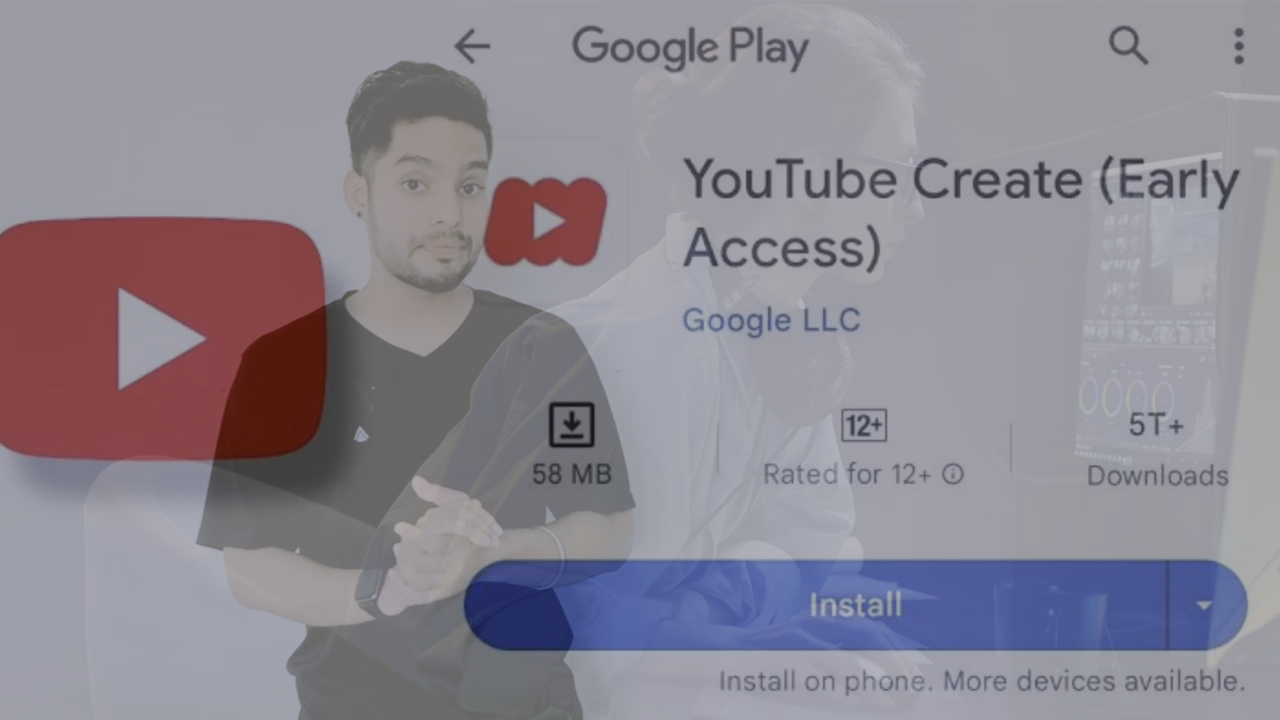 Google Play
YouTube Create (Early
Access)
Google LLC
12+
5T+
58 MB
Rated for 12+
Downloads
Install
Install on phone. More devices available.